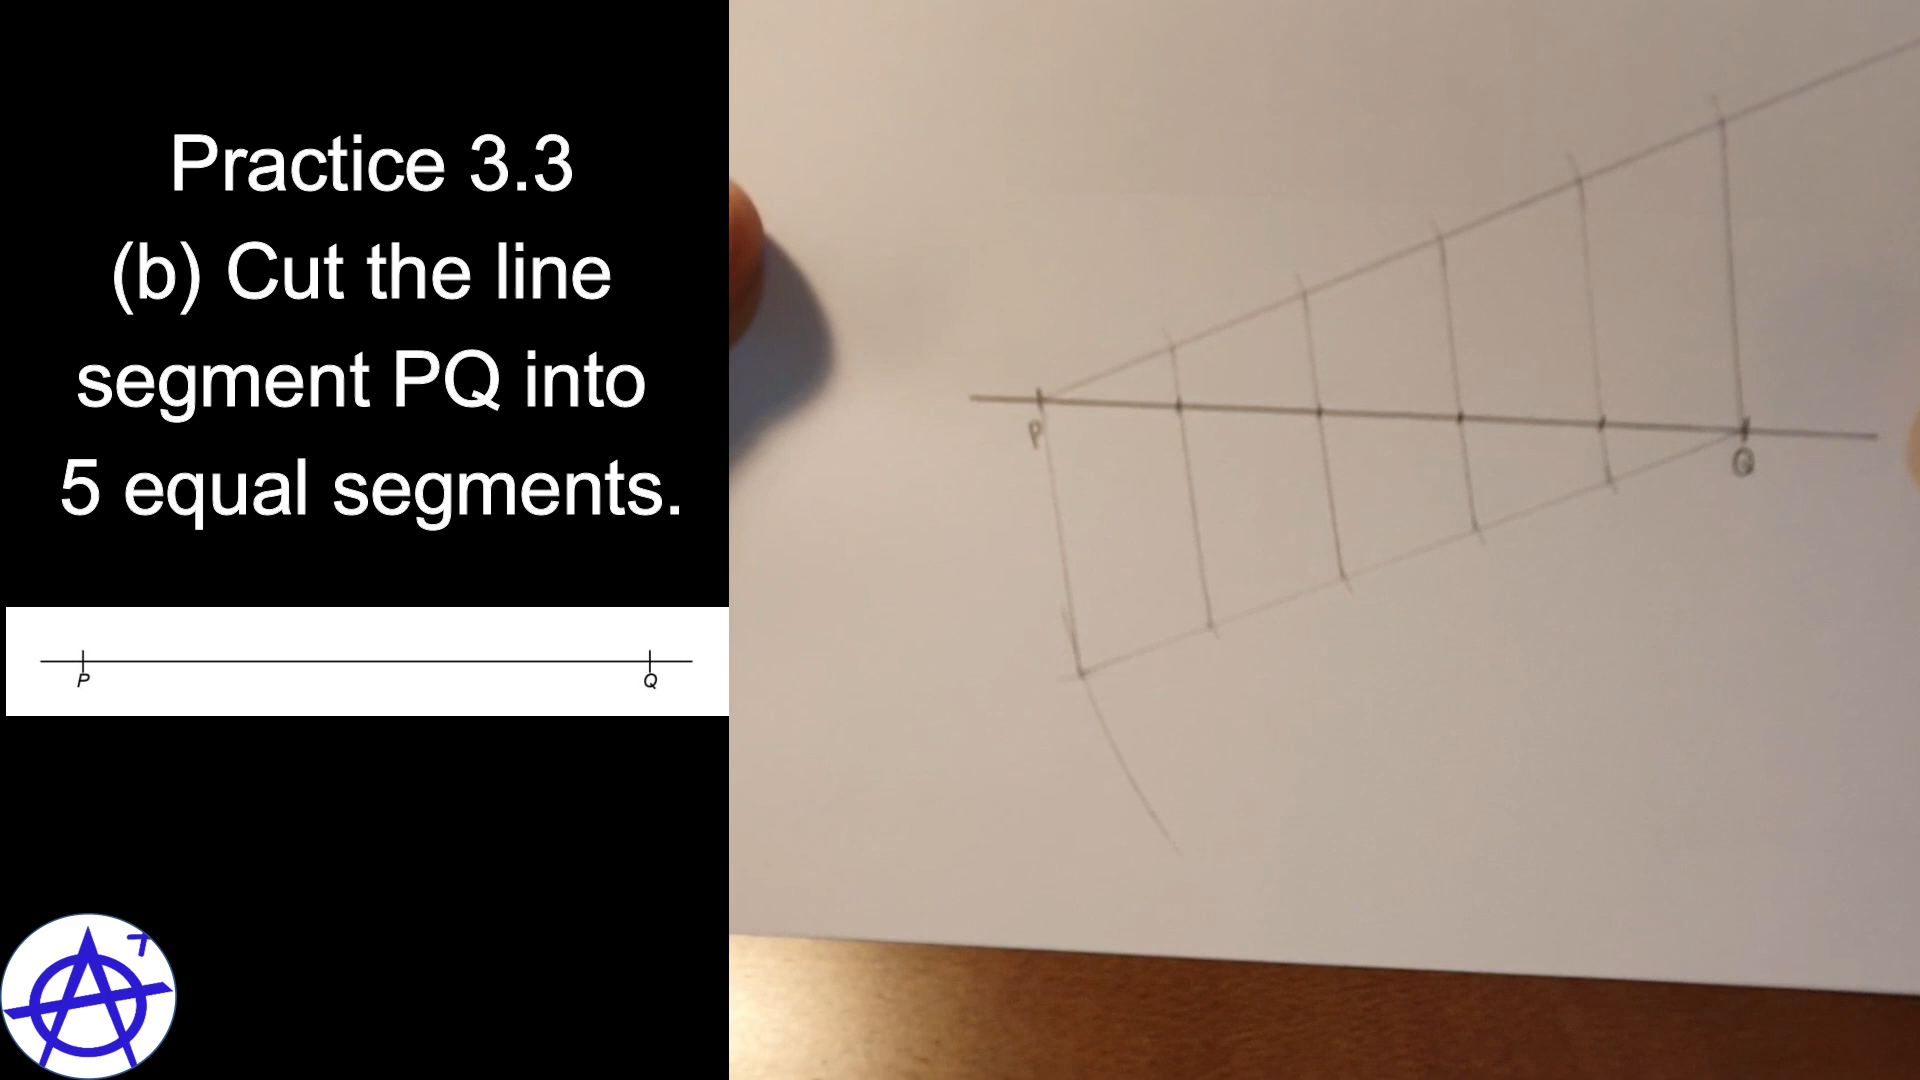 Practice 3.3
(b) Cut the line
segment PQ into
5 equal segments.
P Q
P
Q